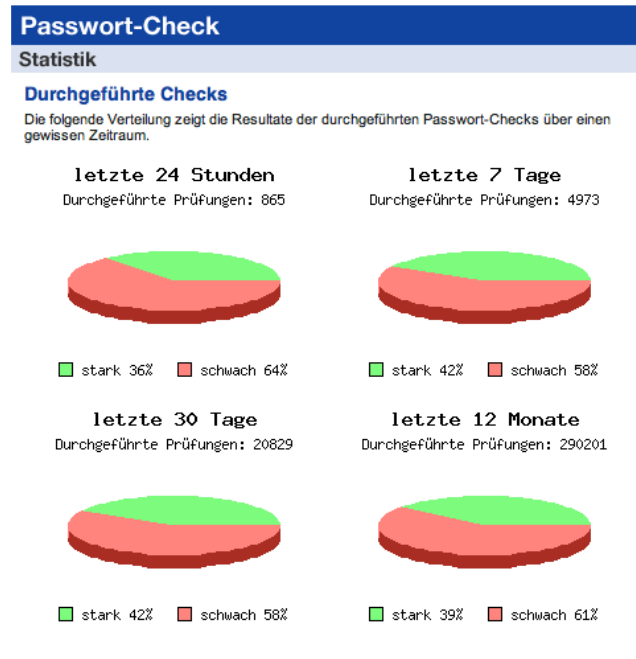 Passwort-Check
Statistik
Durchgeführte Checks
Die folgende Verteilung zeigt die Resultate der durchgeführten Passwort-Checks über einen
gewissen Zeitraum.
letzte 24 Stunden
Durchgeführte Prüfungen: 865
stark 36%
schwach 64%
letzte 7 Tage
Durchgeführte Prüfungen: 4973
stark 42%
schwach 58%
letzte 30 Tage
Durchgeführte Prüfungen: 20829
stark 42%
schwach 58%
letzte 12 Monate
Durchgeführte Prüfungen: 290201
stark 39%
schwach 61%